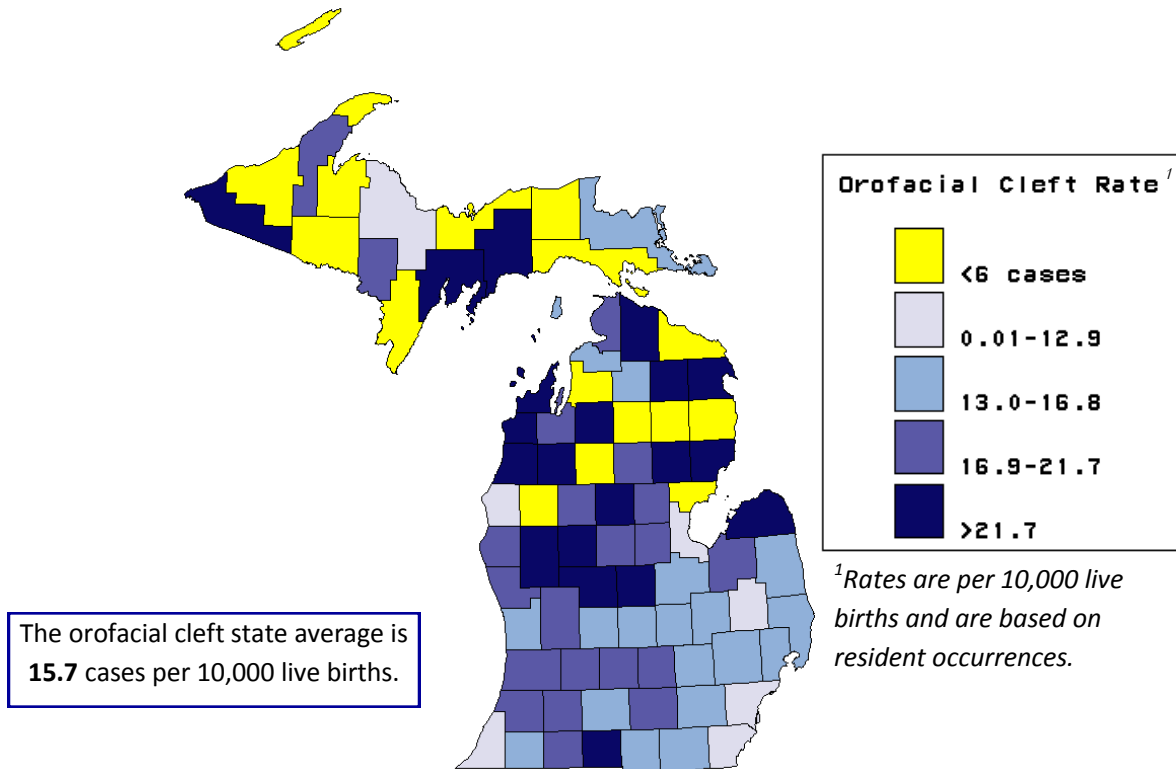 Orofacial Cleft Rate 1
<6 cases
0.01-12.9
13.0-16.8
16.9-21.7
>21.7
1Rates are per 10,000 live
births and are based on
resident occurrences.
The orofacial cleft state average is
15.7 cases per 10,000 live births.